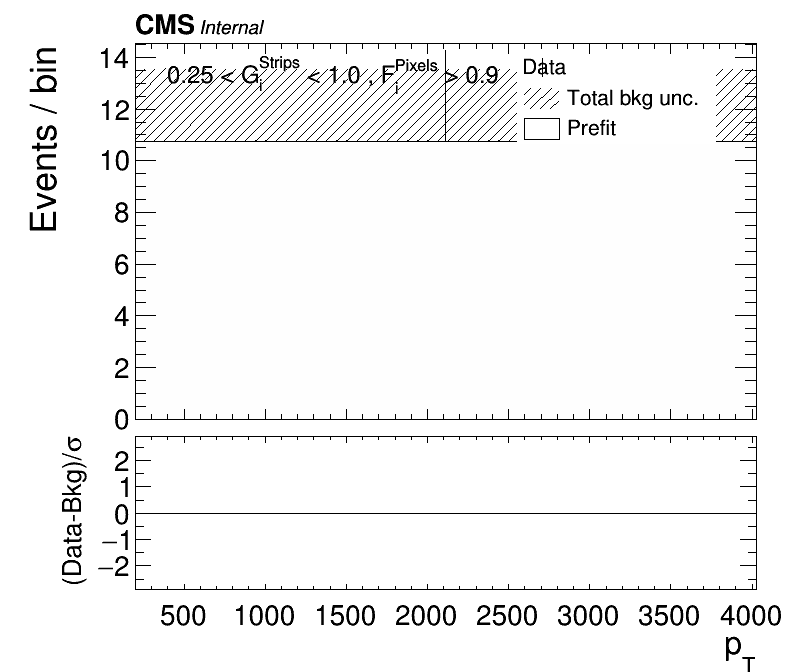 CMS Internal
Events / bin
14
12
10
8
6
4
2
0
0.25 < G_i^Strips < 1.0 , F_i^Pixels > 0.9
Data
Total bkg unc.
Prefit
(Data-Bkg)/σ
2
1
0
−1
−2
500 1000 1500 2000 2500 3000 3500 4000
p_T